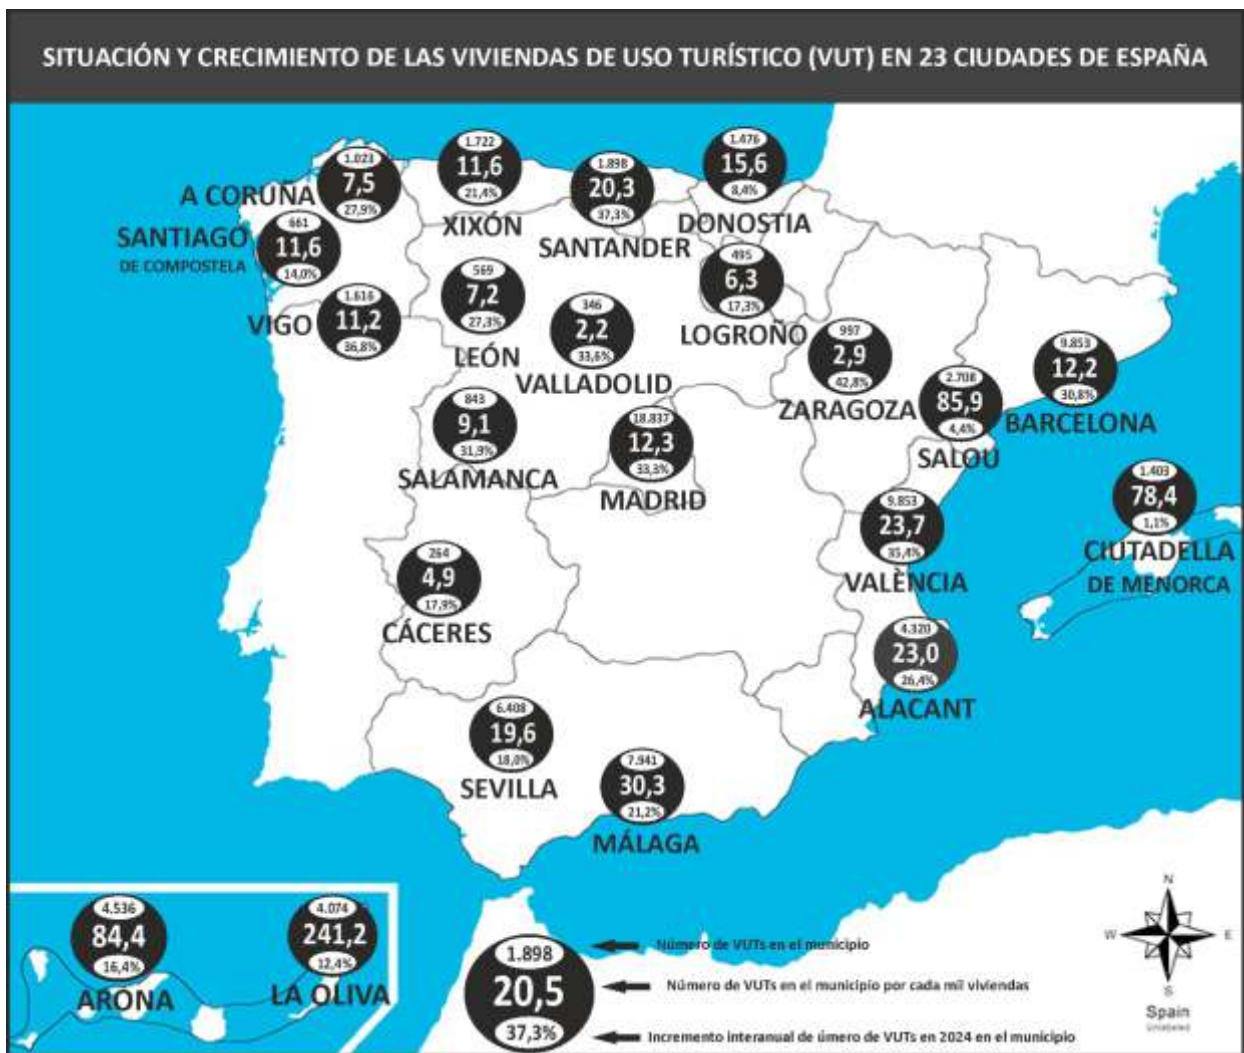 SITUACIÓN Y CRECIMIENTO DE LAS VIVIENDAS DE USO TURÍSTICO (VUT) EN 23 CIUDADES DE ESPAÑA
1.023
7,5
27,9%
A CORUÑA
1.722
11,6
21,4%
XIXÓN
1.898
20,3
37,3%
SANTANDER
1.476
15,6
8,4%
DONOSTIA
661
11,6
14,0%
SANTIAGO
DE COMPOSTELA
1.616
11,2
36,8%
VIGO
569
7,2
27,3%
LEÓN
346
2,2
33,6%
VALLADOLID
495
6,3
17,3%
LOGROÑO
997
2,9
42,8%
ZARAGOZA
2.708
85,9
4,4%
SALOU
9.853
12,2
30,8%
BARCELONA
843
9,1
31,9%
SALAMANCA
18.837
12,3
33,3%
MADRID
1.403
78,4
1,1%
CIUTADELLA
DE MENORCA
9.853
23,7
35,4%
VALÈNCIA
264
4,9
17,9%
CÁCERES
4.320
23,0
26,4%
ALACANT
6.408
19,6
18,0%
SEVILLA
7.941
30,3
21,2%
MÁLAGA
4.536
84,4
16,4%
ARONA
4.074
241,2
12,4%
LA OLIVA
1.898
20,5
37,3%
Número de VUTs en el municipio
Número de VUTs en el municipio por cada mil viviendas
Incremento interanual de úmero de VUTs en 2024 en el municipio
N
W E
S
Spain
Unlabeled